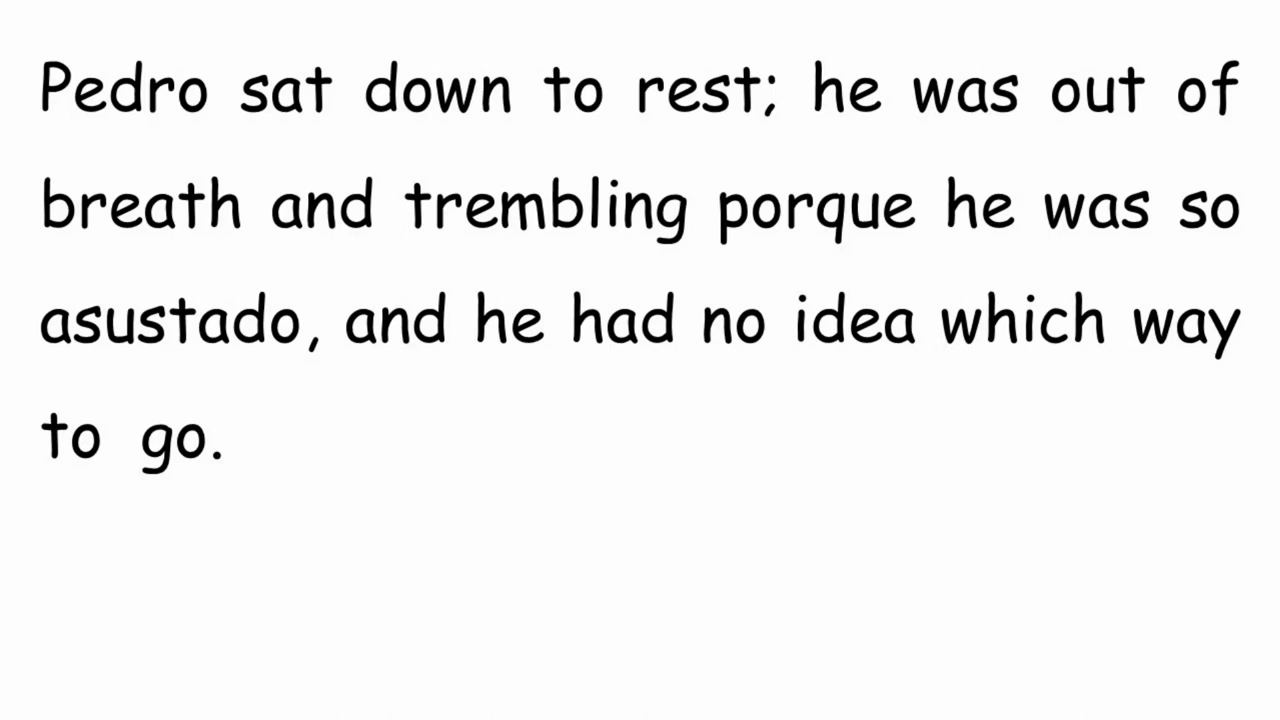 Pedro sat down to rest; he was out of
breath and trembling porque he was so
asustado, and he had no idea which way
to go.